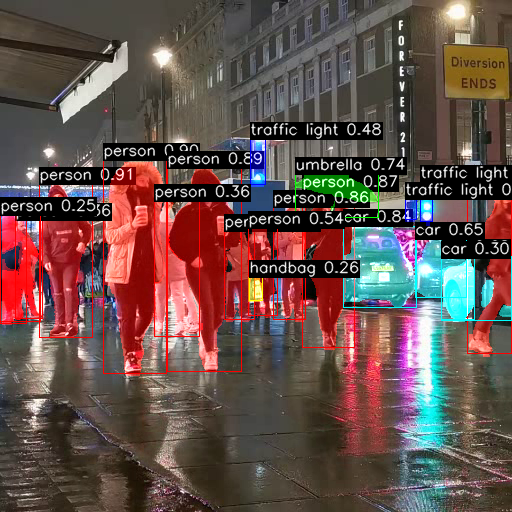 FOREVER 21
Diversion
ENDS
traffic light 0.48
person 0.90
person 0.89
umbrella 0.74
person 0.91
person 0.87
traffic light
person 0.36
person 0.86
traffic light 0
person 0.25
56
per
person 0.54
car 0.84
car 0.65
car 0.30
handbag 0.26